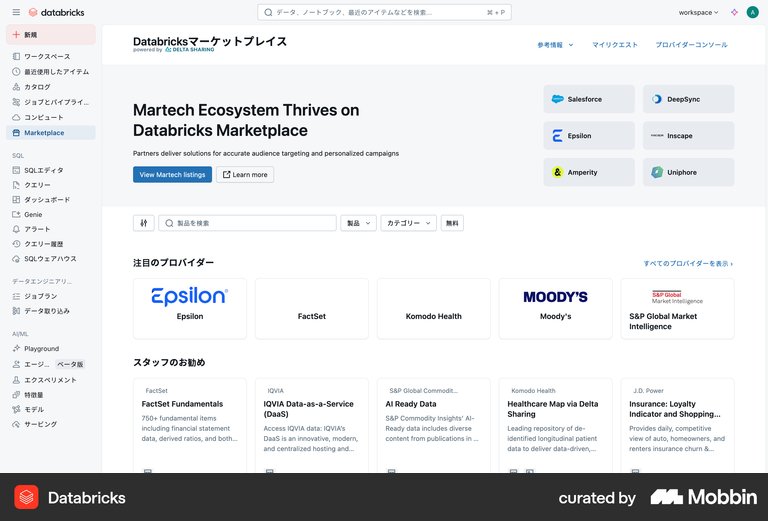 databricks
データ、ノートブック、最近のアイテムなどを検索... ⌘ + P
workspace
A
新規
ワークスペース
最近使用したアイテム
カタログ
ジョブとパイプライ...
コンピュート
Marketplace
SQL
SQLエディタ
クエリー
ダッシュボード
Genie
アラート
クエリー履歴
SQLウェアハウス
データエンジニアリ...
ジョブラン
データ取り込み
AI/ML
Playground
エージ... ベータ版
エクスペリメント
特徴量
モデル
サービング
Databricksマーケットプレイス
powered by DELTA SHARING
参考情報 マイリクエスト プロバイダーコンソール
Martech Ecosystem Thrives on
Databricks Marketplace
Partners deliver solutions for accurate audience targeting and personalized campaigns
View Martech listings Learn more
Salesforce DeepSync
Epsilon Inscape
Amperity Uniphore
製品を検索 製品 カテゴリー 無料
注目のプロバイダー すべてのプロバイダーを表示
Epsilon
Epsilon
FactSet
Komodo Health
MOODY'S
Moody's
S&P Global
Market Intelligence
S&P Global Market
Intelligence
スタッフのお勧め
FactSet
FactSet Fundamentals
750+ fundamental items
including financial statement
data, derived ratios, and both...
IQVIA
IQVIA Data-as-a-Service
(DaaS)
Access IQVIA data: IQVIA's
DaaS is an innovative, modern,
and centralized hosting and...
S&P Global Commodit...
AI Ready Data
S&P Commodity Insights' AI-
Ready data includes diverse
content from publications in ...
Komodo Health
Healthcare Map via Delta
Sharing
Leading repository of de-
identified longitudinal patient
data to deliver data-driven,...
J.D. Power
Insurance: Loyalty
Indicator and Shopping...
Provides daily, competitive
view of auto, homeowners, and
renters insurance churn &...
Databricks
curated by Mobbin